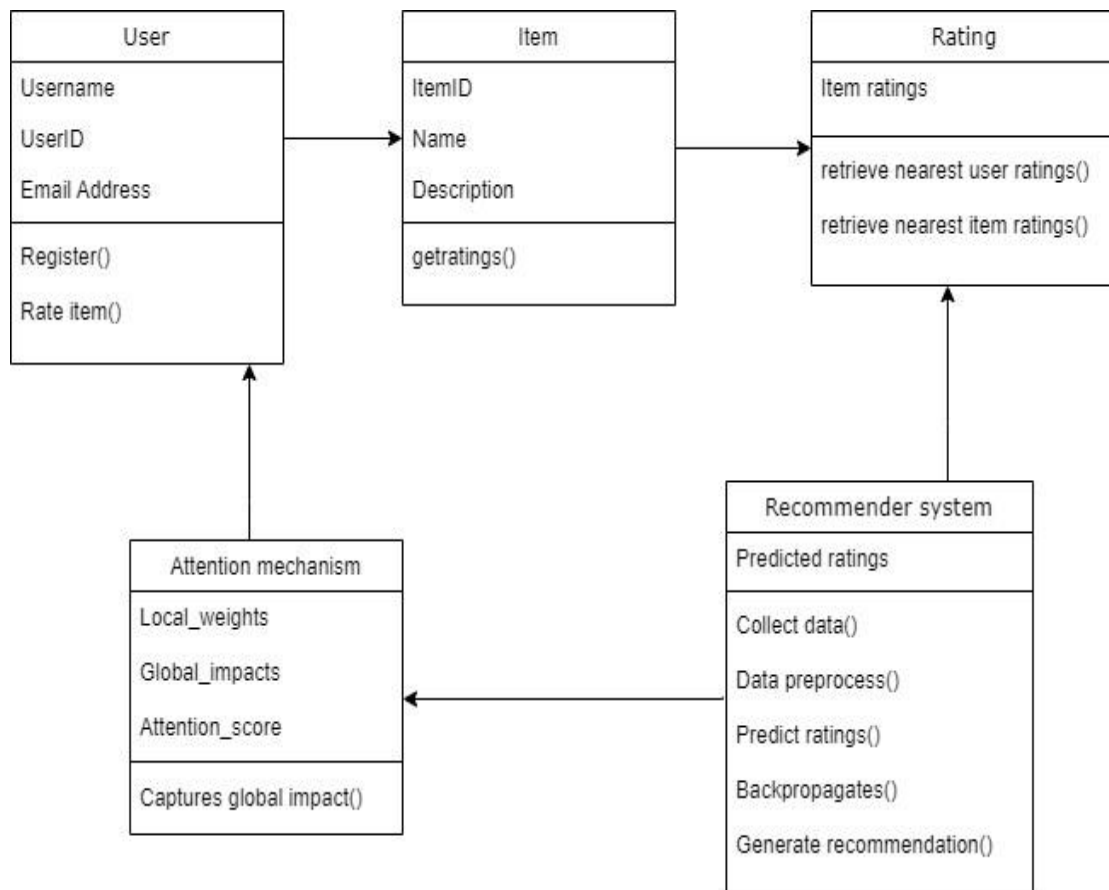 User
Username
UserID
Email Address
Register()
Rate item()
Item
ItemID
Name
Description
getratings()
Rating
Item ratings
retrieve nearest user ratings()
retrieve nearest item ratings()
Attention mechanism
Local_weights
Global_impacts
Attention_score
Captures global impact()
Recommender system
Predicted ratings
Collect data()
Data preprocess()
Predict ratings()
Backpropagates()
Generate recommendation()